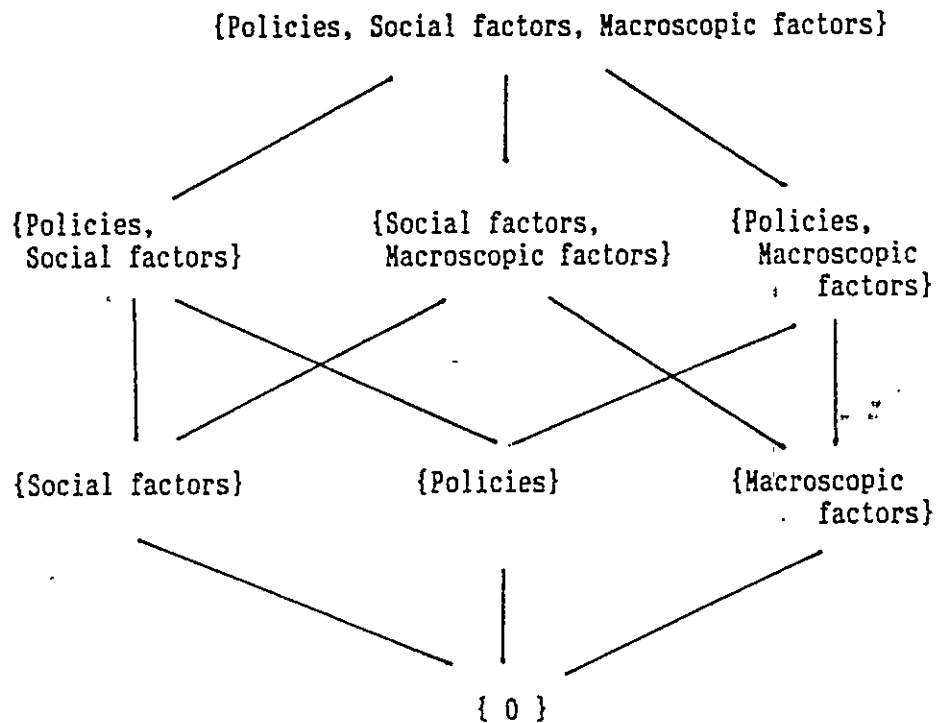 {Policies, Social factors, Macroscopic factors}
{Policies,
Social factors}
{Social factors,
Macroscopic factors}
{Policies,
Macroscopic
factors}
{Social factors}
{Policies}
{Macroscopic
factors}
{ 0 }